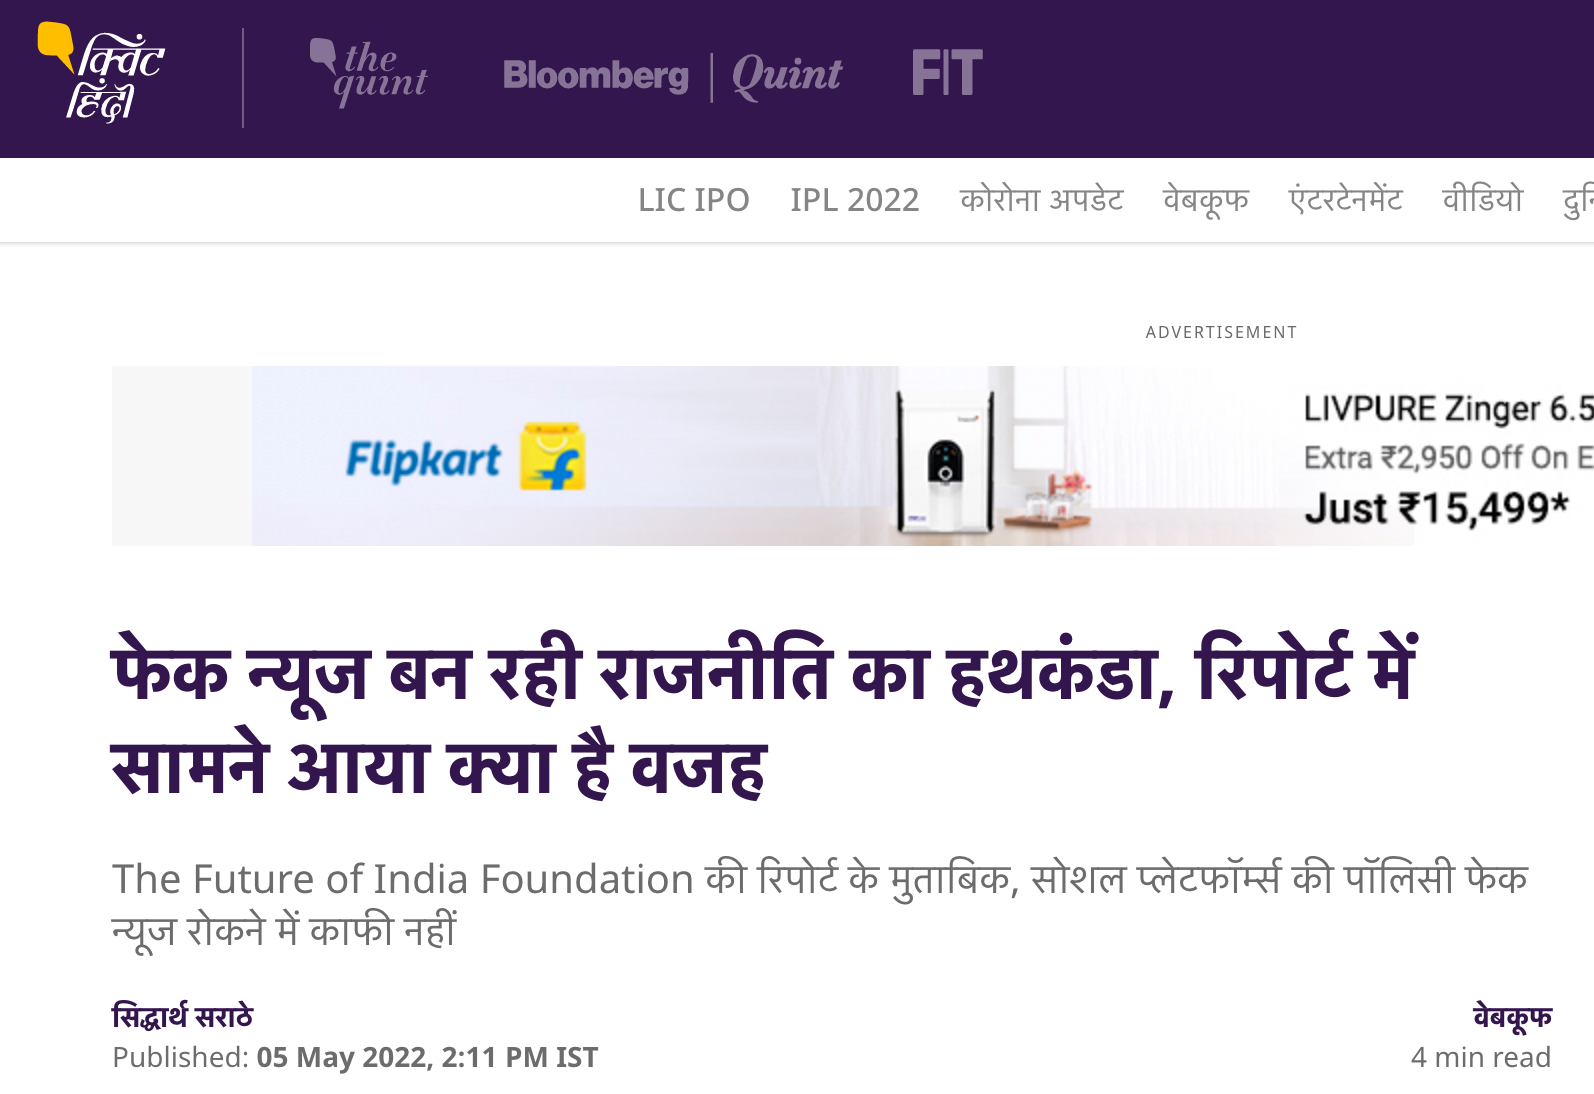 क्विंट
हिंदी
the
quint
Bloomberg | Quint
FIT
LIC IPO IPL 2022 कोरोना अपडेट वेबकूफ एंटरटेनमेंट वीडियो
ADVERTISEMENT
Flipkart
LIVPURE Zinger 6.5
Extra ₹2,950 Off On
Just ₹15,499*
फेक न्यूज बन रही राजनीति का हथकंडा, रिपोर्ट में
सामने आया क्या है वजह
The Future of India Foundation की रिपोर्ट के मुताबिक, सोशल प्लेटफॉर्म्स की पॉलिसी फेक
न्यूज रोकने में काफी नहीं
सिद्धार्थ सराठे
वेबकूफ
Published: 05 May 2022, 2:11 PM IST
4 min read